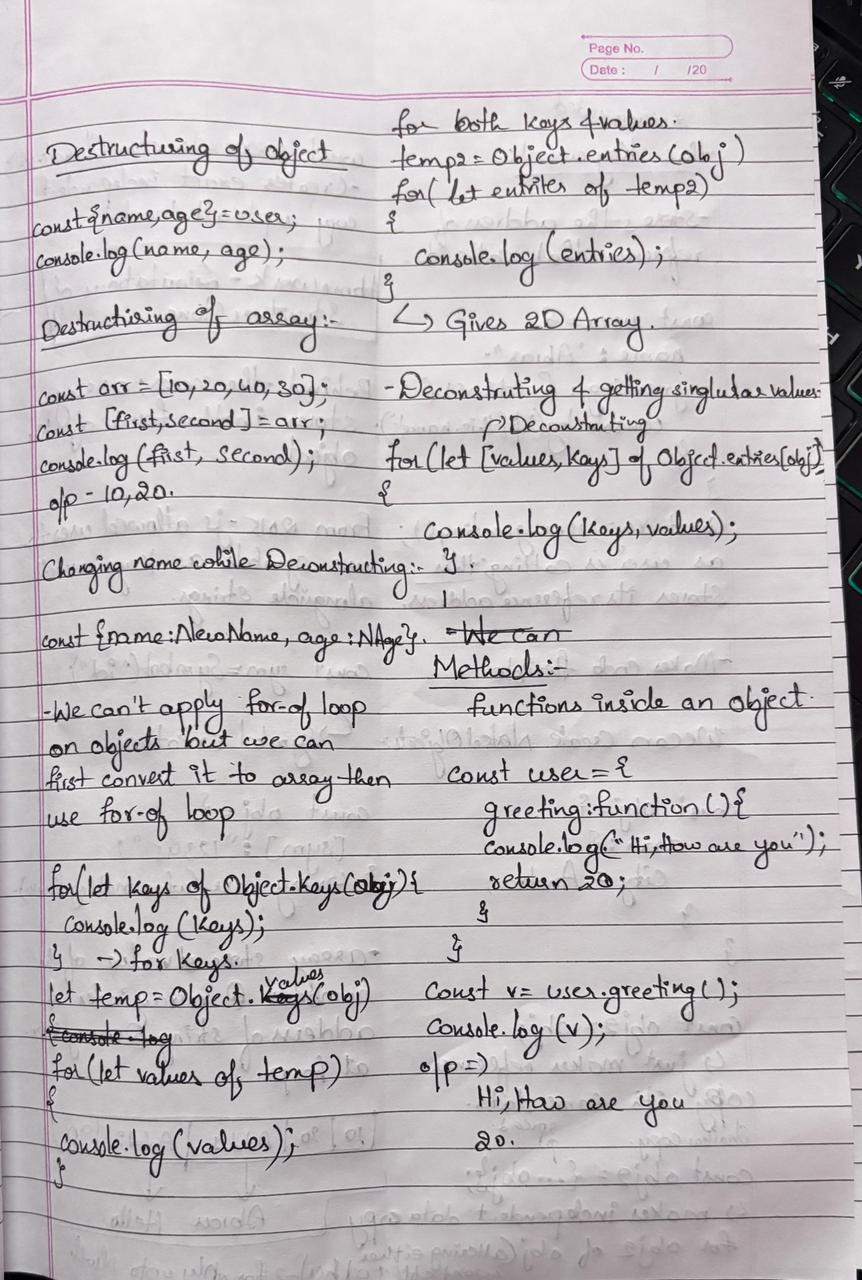 Page No.
Date : / /20
Destructuring of object
const{name,age}=user;
console.log(name, age);
Destructising of array:-
const arr = [10,20,40,30];
const [first,second]=arr;
console.log(first, second);
o/p - 10,20.
Changing name while Deconstructing:-
const {name:NewName, age:NAge}.
-We can't apply for-of loop
on objects but we can
first convert it to array then
use for-of loop
for(let keys of Object.keys(obj){
console.log(keys);
} -> for keys.
let temp=Object.values(obj)
{console.log
for(let values of temp)
{
console.log(values);
}
for both keys & values.
temp2=Object.entries(obj)
for( let entries of temp2)
{
Console.log(entries);
}
↳ Gives 2D Array.
-Deconstruting & getting singludar values.
Deconstruting
for(let [values,keys] of Object.entries(obj)
{
Console.log(keys,values);
}.
-We can
Methods:-
functions inside an object.
Const user={
greeting:function(){
console.log("Hi,How are you");
return 20;
}
}
Const v= user.greeting();
Console.log(v);
o/p =>
Hi,How are you
20.